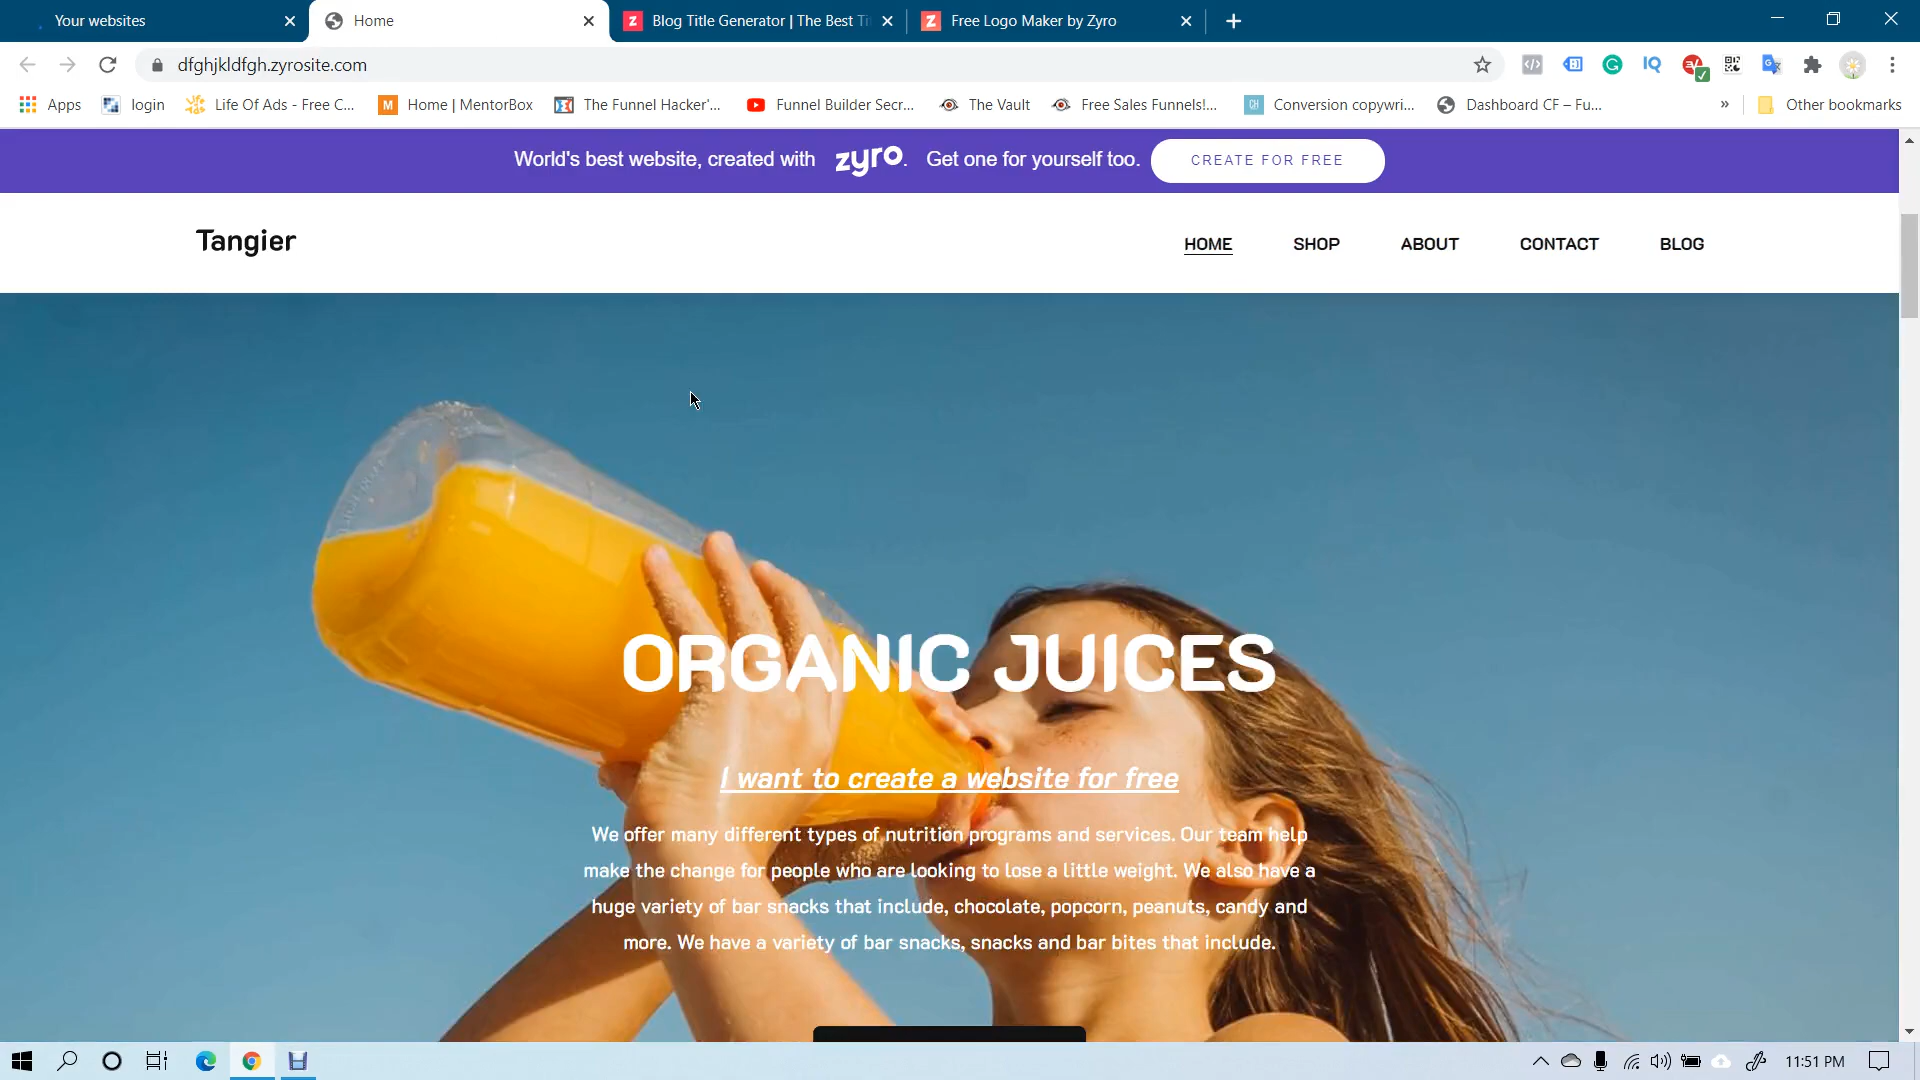 Your websites
Home
Blog Title Generator | The Best Ti
Free Logo Maker by Zyro
dfghjkldfgh.zyrosite.com
Apps
login
Life Of Ads - Free C...
Home | MentorBox
The Funnel Hacker'...
Funnel Builder Secr...
The Vault
Free Sales Funnels!...
Conversion copywri...
Dashboard CF – Fu...
»
Other bookmarks
World's best website, created with zyro. Get one for yourself too.
CREATE FOR FREE
Tangier
HOME
SHOP
ABOUT
CONTACT
BLOG
ORGANIC JUICES
I want to create a website for free
We offer many different types of nutrition programs and services. Our team help
make the change for people who are looking to lose a little weight. We also have a
huge variety of bar snacks that include, chocolate, popcorn, peanuts, candy and
more. We have a variety of bar snacks, snacks and bar bites that include.
11:51 PM